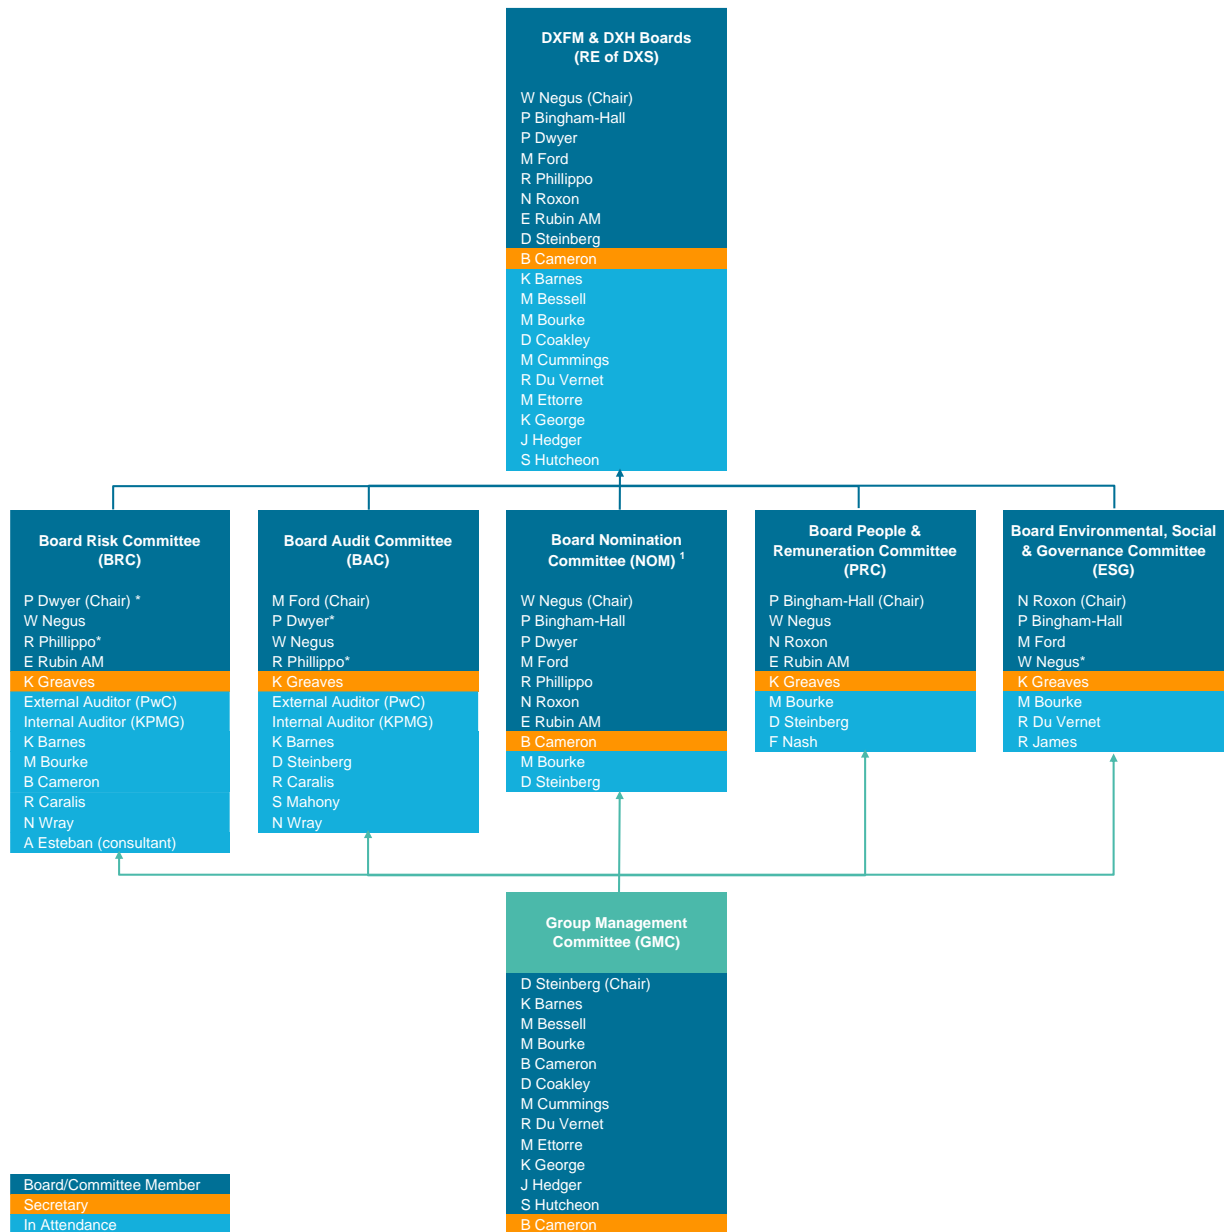 DXFM & DXH Boards
(RE of DXS)
W Negus (Chair)
P Bingham-Hall
P Dwyer
M Ford
R Phillippo
N Roxon
E Rubin AM
D Steinberg
B Cameron
K Barnes
M Bessell
M Bourke
D Coakley
M Cummings
R Du Vernet
M Ettorre
K George
J Hedger
S Hutcheon
Board Risk Committee
(BRC)
P Dwyer (Chair) *
W Negus
R Phillippo*
E Rubin AM
K Greaves
External Auditor (PwC)
Internal Auditor (KPMG)
K Barnes
M Bourke
B Cameron
R Caralis
N Wray
A Esteban (consultant)
Board Audit Committee
(BAC)
M Ford (Chair)
P Dwyer*
W Negus
R Phillippo*
K Greaves
External Auditor (PwC)
Internal Auditor (KPMG)
K Barnes
D Steinberg
R Caralis
S Mahony
N Wray
Board Nomination
Committee (NOM) 1
W Negus (Chair)
P Bingham-Hall
P Dwyer
M Ford
R Phillippo
N Roxon
E Rubin AM
B Cameron
M Bourke
D Steinberg
Board People &
Remuneration Committee
(PRC)
P Bingham-Hall (Chair)
W Negus
N Roxon
E Rubin AM
K Greaves
M Bourke
D Steinberg
F Nash
Board Environmental, Social
& Governance Committee
(ESG)
N Roxon (Chair)
P Bingham-Hall
M Ford
W Negus*
K Greaves
M Bourke
R Du Vernet
R James
Group Management
Committee (GMC)
D Steinberg (Chair)
K Barnes
M Bessell
M Bourke
B Cameron
D Coakley
M Cummings
R Du Vernet
M Ettorre
K George
J Hedger
S Hutcheon
B Cameron
Board/Committee Member
Secretary
In Attendance